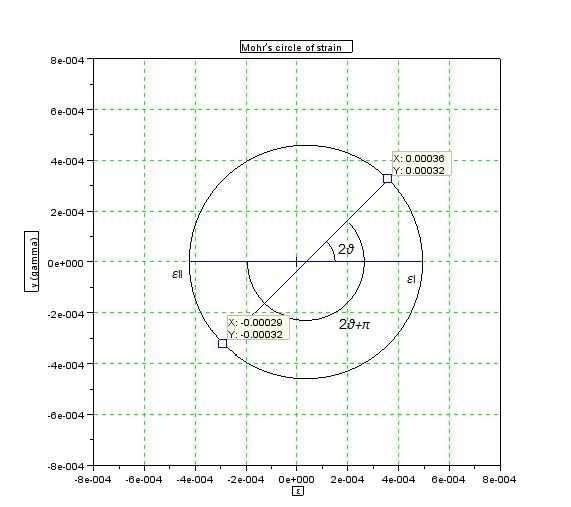 Mohr's circle of strain
8e-004
6e-004
4e-004
2e-004
0e+000
-2e-004
-4e-004
-6e-004
-8e-004
γ (gamma)
X: 0.00036
Y: 0.00032
2ϑ
εII
εI
X: -0.00029
Y: -0.00032
2ϑ+π
-8e-004 -6e-004 -4e-004 -2e-004 0e+000 2e-004 4e-004 6e-004 8e-004
ε